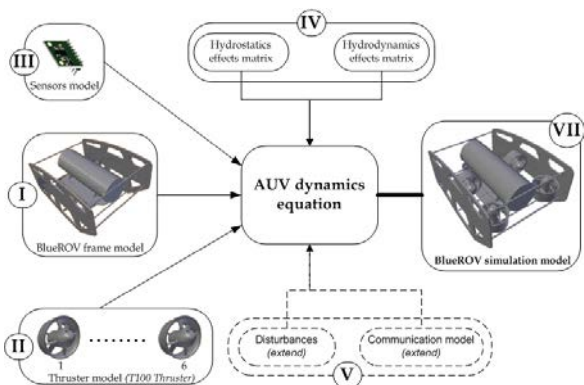 IV
Hydrostatics
effects matrix
Hydrodynamics
effects matrix
III
Sensors model
I
BlueROV frame model
AUV dynamics
equation
VII
BlueROV simulation model
II
1 ........ 6
Thruster model (T100 Thruster)
Disturbances
(extend)
Communication model
(extend)
V